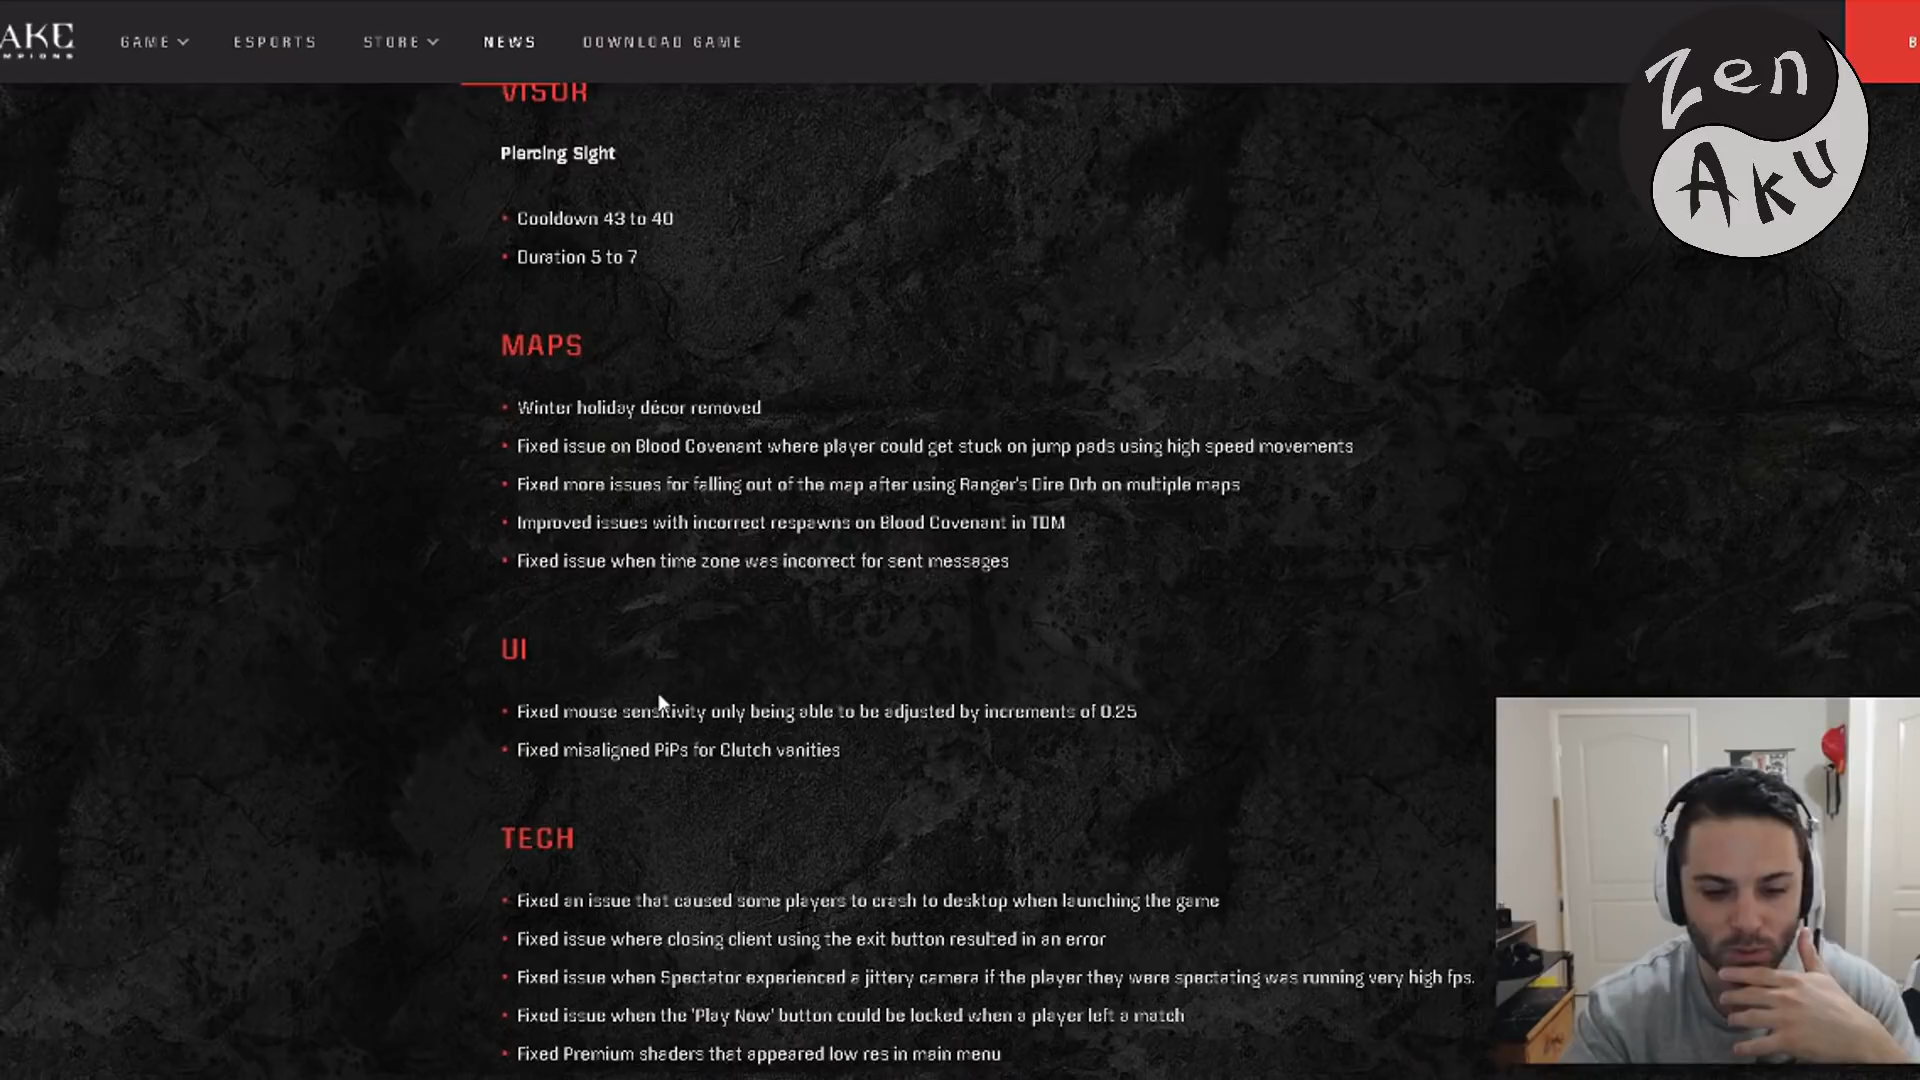 AKE
MPIONS
GAME
ESPORTS
STORE
NEWS
DOWNLOAD GAME
B
Zen
Aku
VISOR
Piercing Sight
Cooldown 43 to 40
Duration 5 to 7
MAPS
Winter holiday décor removed
Fixed issue on Blood Covenant where player could get stuck on jump pads using high speed movements
Fixed more issues for falling out of the map after using Ranger's Dire Orb on multiple maps
Improved issues with incorrect respawns on Blood Covenant in TDM
Fixed issue when time zone was incorrect for sent messages
UI
Fixed mouse sensitivity only being able to be adjusted by increments of 0.25
Fixed misaligned PiPs for Clutch vanities
TECH
Fixed an issue that caused some players to crash to desktop when launching the game
Fixed issue where closing client using the exit button resulted in an error
Fixed issue when Spectator experienced a jittery camera if the player they were spectating was running very high fps.
Fixed issue when the 'Play Now' button could be locked when a player left a match
Fixed Premium shaders that appeared low res in main menu